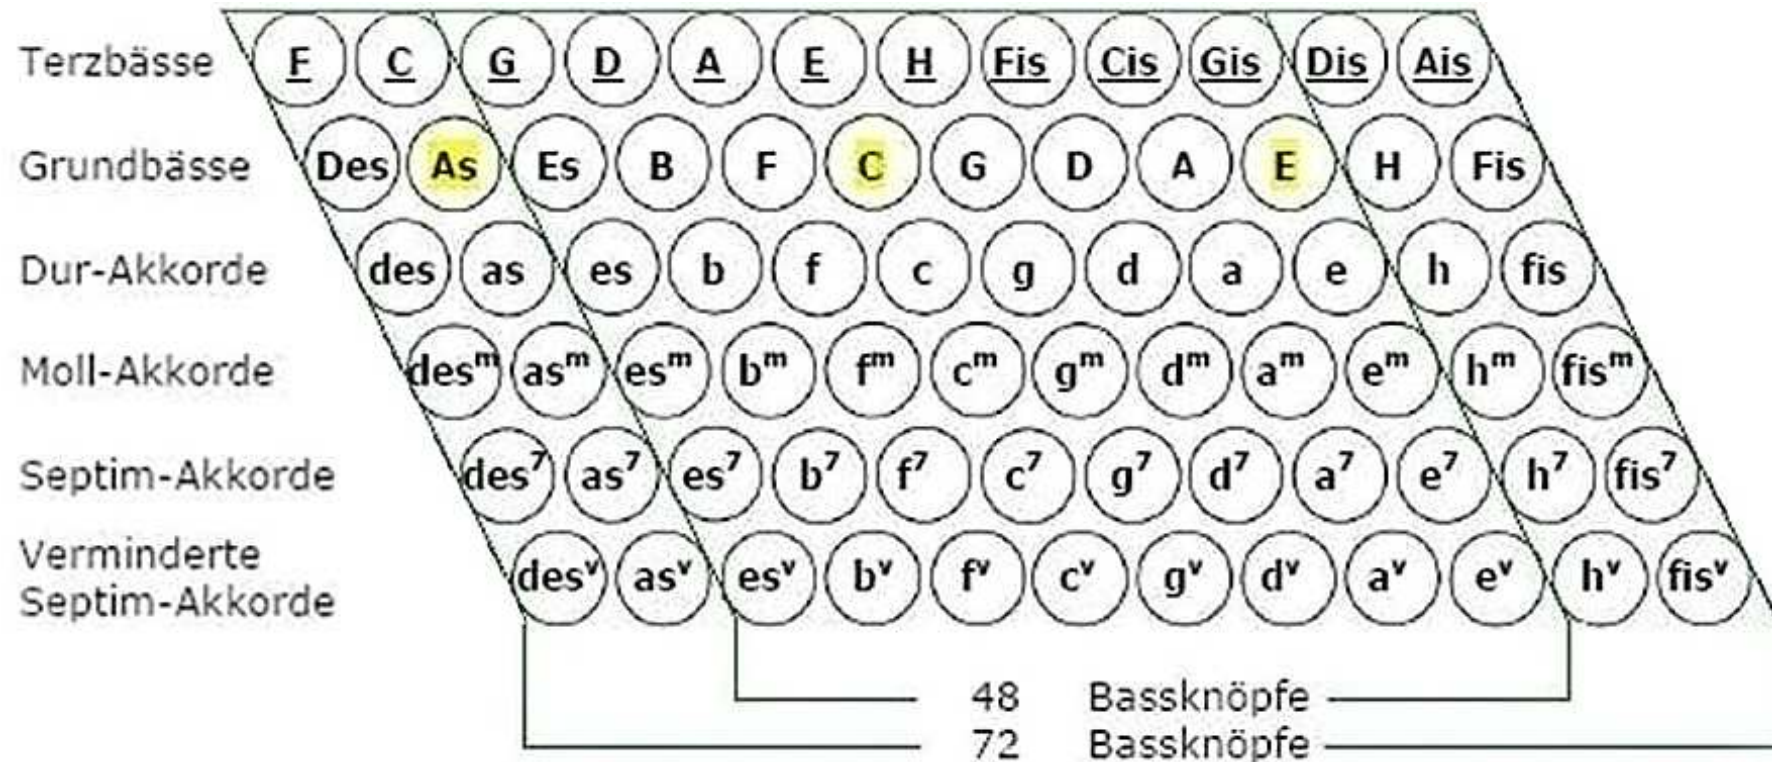 Terzbässe F C G D A E H Fis Cis Gis Dis Ais
Grundbässe Des As Es B F C G D A E H Fis
Dur-Akkorde des as es b f c g d a e h fis
Moll-Akkorde desᵐ asᵐ esᵐ bᵐ fᵐ cᵐ gᵐ dᵐ aᵐ eᵐ hᵐ fisᵐ
Septim-Akkorde des⁷ as⁷ es⁷ b⁷ f⁷ c⁷ g⁷ d⁷ a⁷ e⁷ h⁷ fis⁷
Verminderte
Septim-Akkorde desᵛ asᵛ esᵛ bᵛ fᵛ cᵛ gᵛ dᵛ aᵛ eᵛ hᵛ fisᵛ
48 Bassknöpfe
72 Bassknöpfe